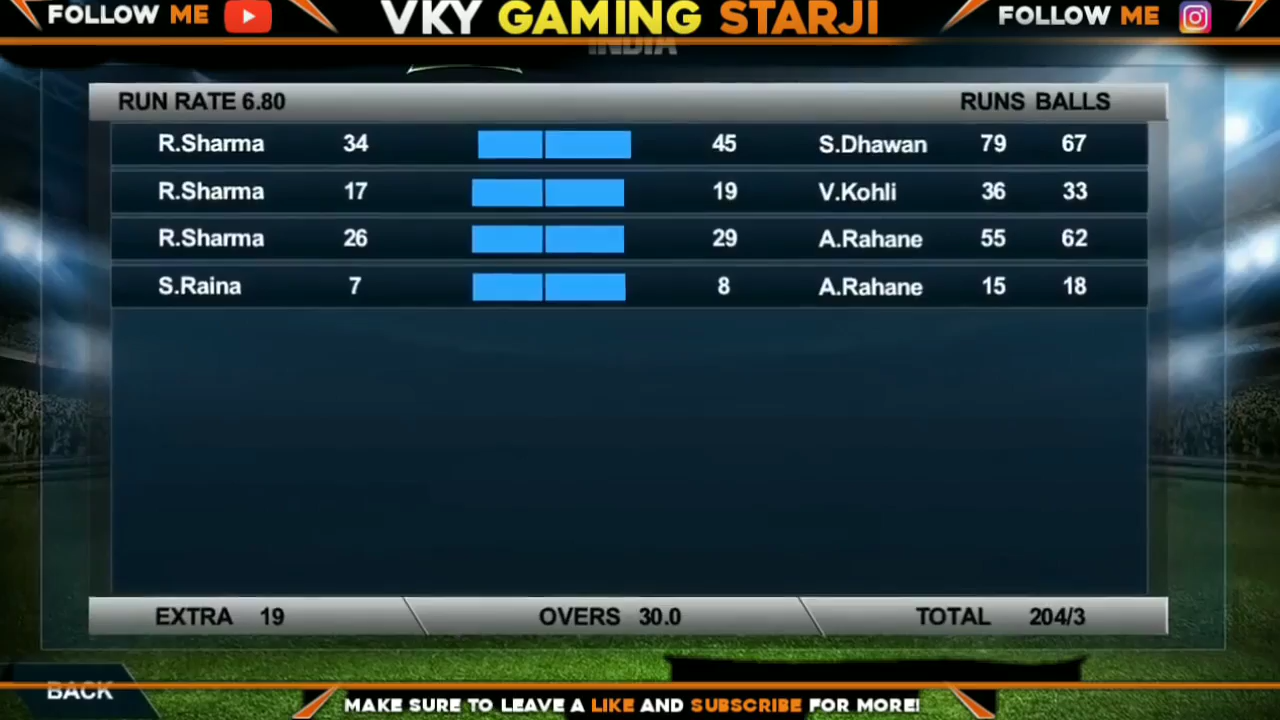 FOLLOW ME VKY GAMING STARJI FOLLOW ME
INDIA
RUN RATE 6.80 RUNS BALLS
R.Sharma 34 45 S.Dhawan 79 67
R.Sharma 17 19 V.Kohli 36 33
R.Sharma 26 29 A.Rahane 55 62
S.Raina 7 8 A.Rahane 15 18
EXTRA 19 OVERS 30.0 TOTAL 204/3
BACK
MAKE SURE TO LEAVE A LIKE AND SUBSCRIBE FOR MORE!